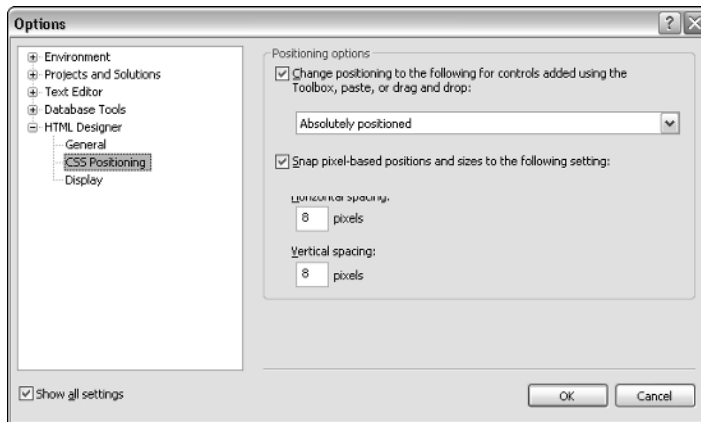 Options
Environment
Projects and Solutions
Text Editor
Database Tools
HTML Designer
General
CSS Positioning
Display
Positioning options
Change positioning to the following for controls added using the
Toolbox, paste, or drag and drop:
Absolutely positioned
Snap pixel-based positions and sizes to the following setting:
Horizontal spacing:
8 pixels
Vertical spacing:
8 pixels
Show all settings
OK
Cancel